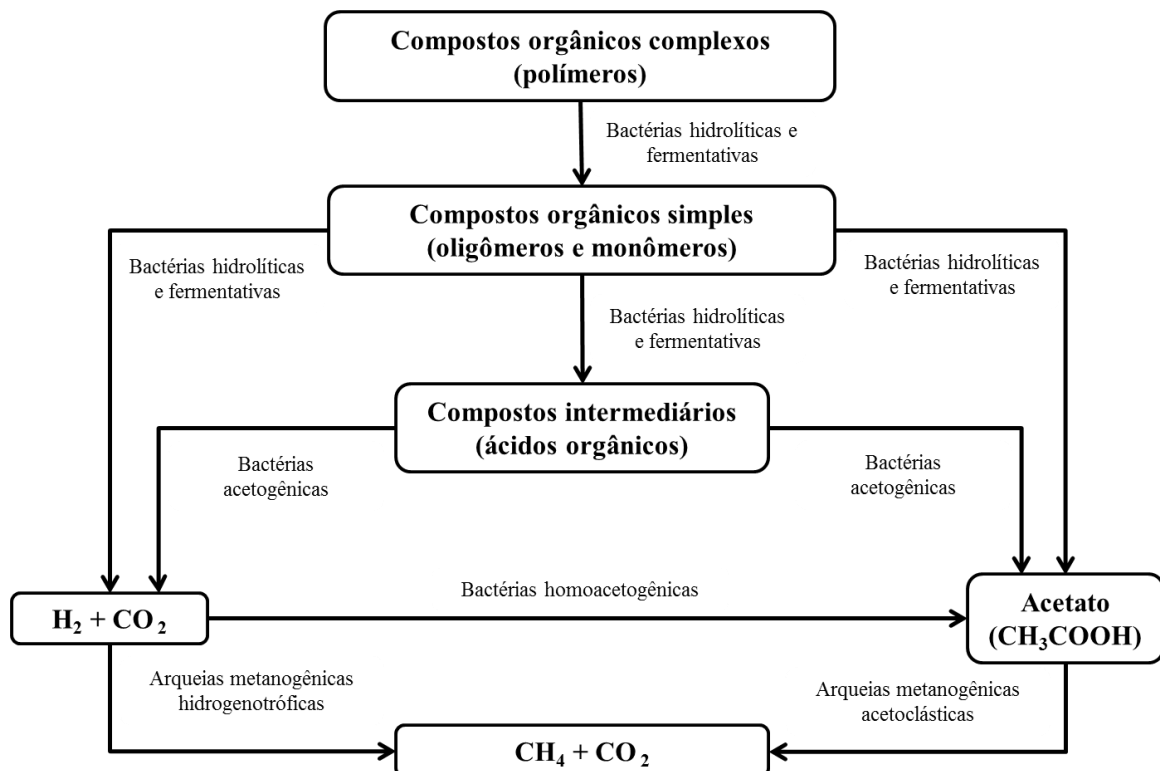 Compostos orgânicos complexos
(polímeros)
Bactérias hidrolíticas e
fermentativas
Compostos orgânicos simples
(oligômeros e monômeros)
Bactérias hidrolíticas
e fermentativas
Bactérias hidrolíticas
e fermentativas
Bactérias hidrolíticas
e fermentativas
Compostos intermediários
(ácidos orgânicos)
Bactérias
acetogênicas
Bactérias
acetogênicas
H₂ + CO₂
Bactérias homoacetogênicas
Acetato
(CH₃COOH)
Arqueias metanogênicas
hidrogenotróficas
Arqueias metanogênicas
acetoclásticas
CH₄ + CO₂